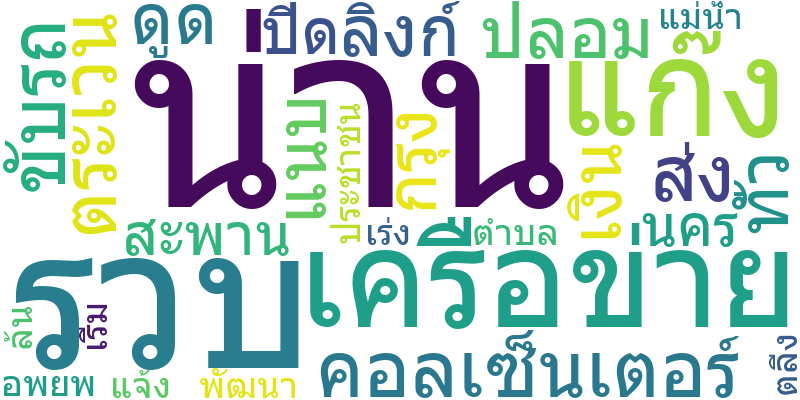 ดูด
ปิดลิงก์
ปลอม
แม่น้ำ
ขับรถ
ตระเวน
น่าน
แก๊ง
แนบ
ประชาชน
กรุง
เงิน
ส่ง
ทั่ว
สะพาน
เร่ง
ตำบล
นคร
รวบ
เครือข่าย
ล้น
เริ่ม
อพยพ
แจ้ง
พัฒนา
คอลเซ็นเตอร์
ตลิ่ง